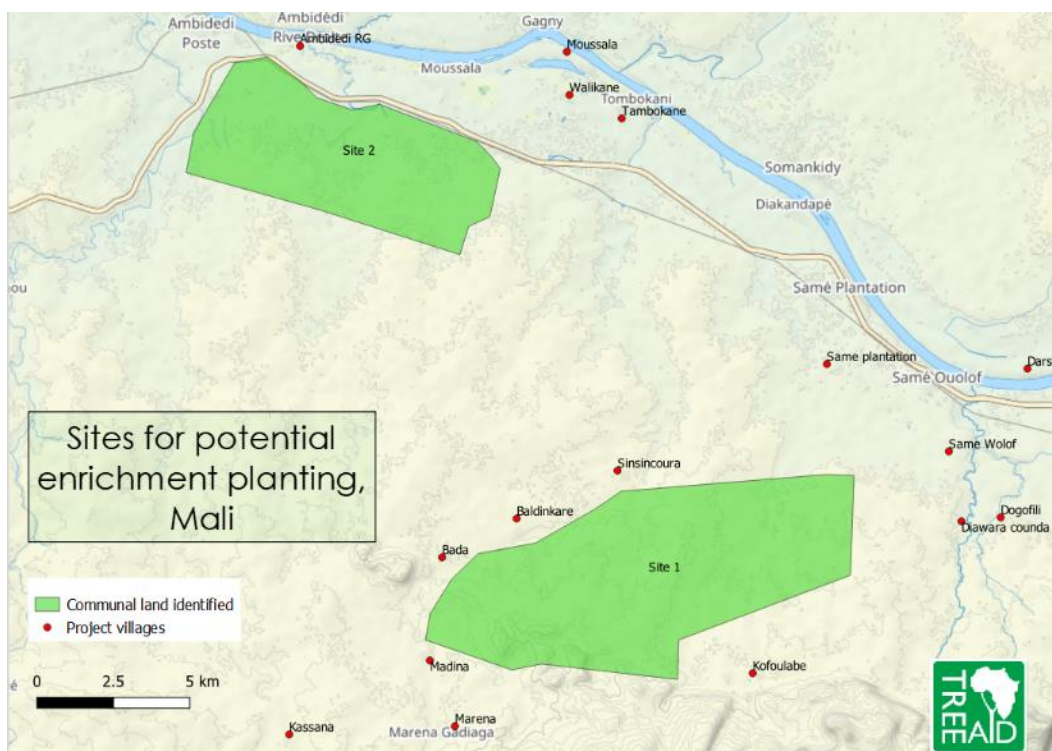 Gagny
Ambidedi
Poste
Ambidédi
Ambidedi RG
Moussala
Moussala
Walikane
Tombokani
Tambokane
Site 2
Somankidy
Diakandapé
Samé Plantation
Same plantation
Dars
Samé Ouolof
Sites for potential
enrichment planting,
Mali
Sinsincoura
Same Wolof
Baldinkare
Dogofili
Diawara counda
Bada
Site 1
Communal land identified
Project villages
Madina
Kofoulabe
0 2.5 5 km
Kassana
Marena
Marena Gadiaga
TREE
AID